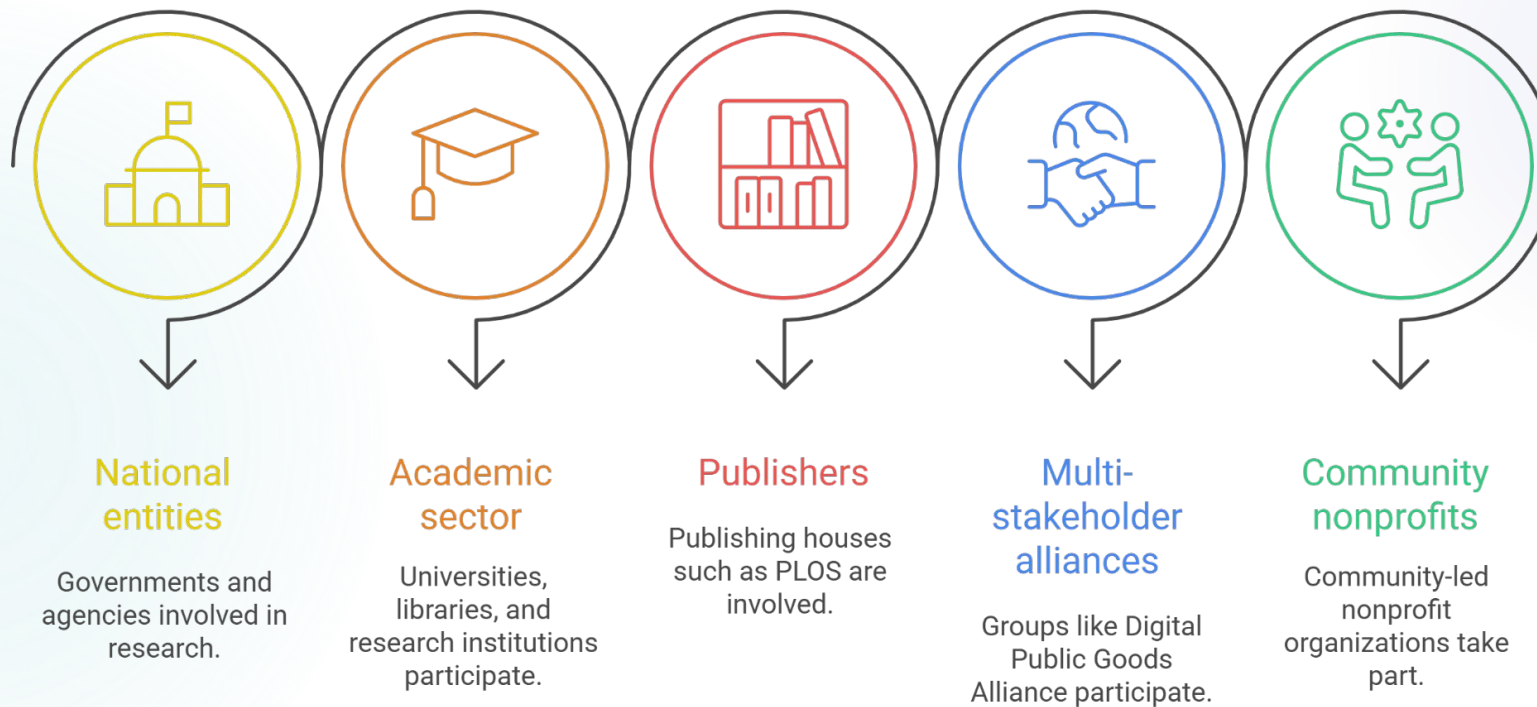 National
entities
Governments and
agencies involved in
research.
Academic
sector
Universities,
libraries, and
research institutions
participate.
Publishers
Publishing houses
such as PLOS are
involved.
Multi-
stakeholder
alliances
Groups like Digital
Public Goods
Alliance participate.
Community
nonprofits
Community-led
nonprofit
organizations take
part.